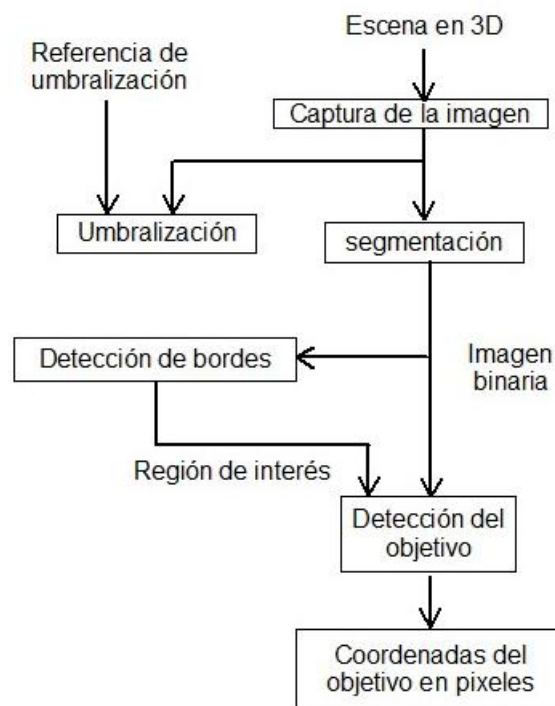 Escena en 3D
Referencia de
umbralización
Captura de la imagen
Umbralización
segmentación
Detección de bordes
Imagen
binaria
Región de interés
Detección del
objetivo
Coordenadas del
objetivo en pixeles